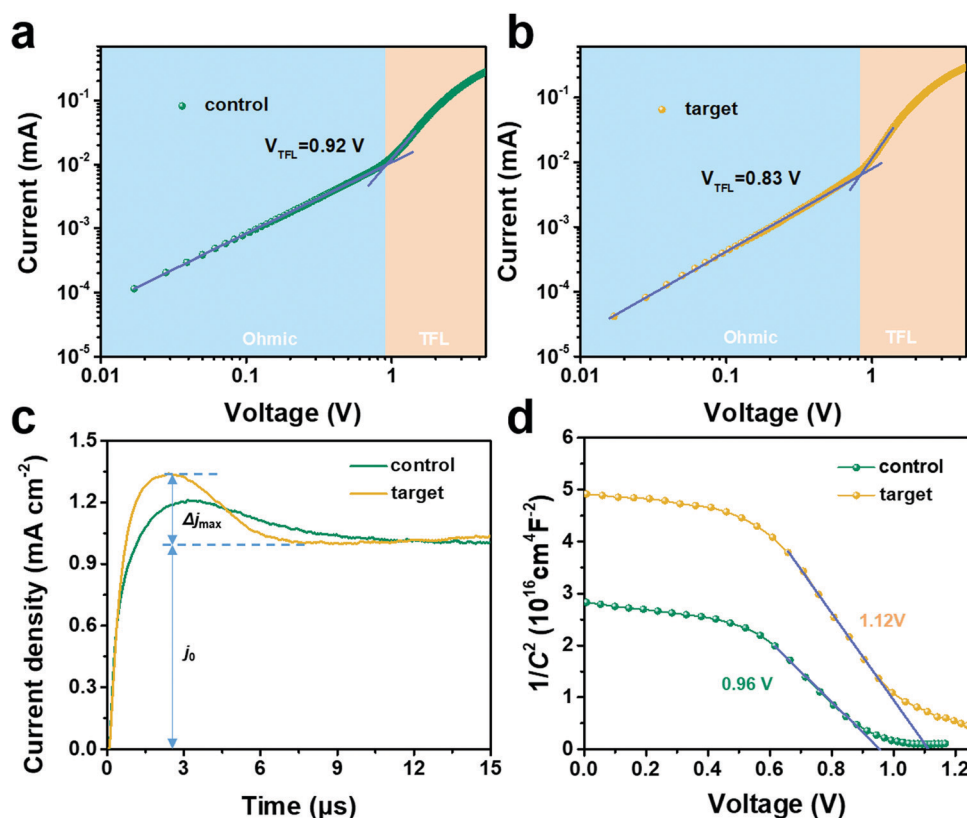 a
Current (mA)
10⁻¹
10⁻²
10⁻³
10⁻⁴
10⁻⁵
control
V_TFL=0.92 V
Ohmic
TFL
0.01
0.1
1
Voltage (V)
b
Current (mA)
10⁻¹
10⁻²
10⁻³
10⁻⁴
10⁻⁵
target
V_TFL=0.83 V
Ohmic
TFL
0.01
0.1
1
Voltage (V)
c
Current density (mA cm⁻²)
1.5
1.2
0.9
0.6
0.3
0.0
control
target
Δj_max
j₀
0
3
6
9
12
15
Time (μs)
d
1/C² (10¹⁶cm⁴F⁻²)
6
5
4
3
2
1
0
control
target
1.12V
0.96 V
0.0
0.2
0.4
0.6
0.8
1.0
1.2
Voltage (V)